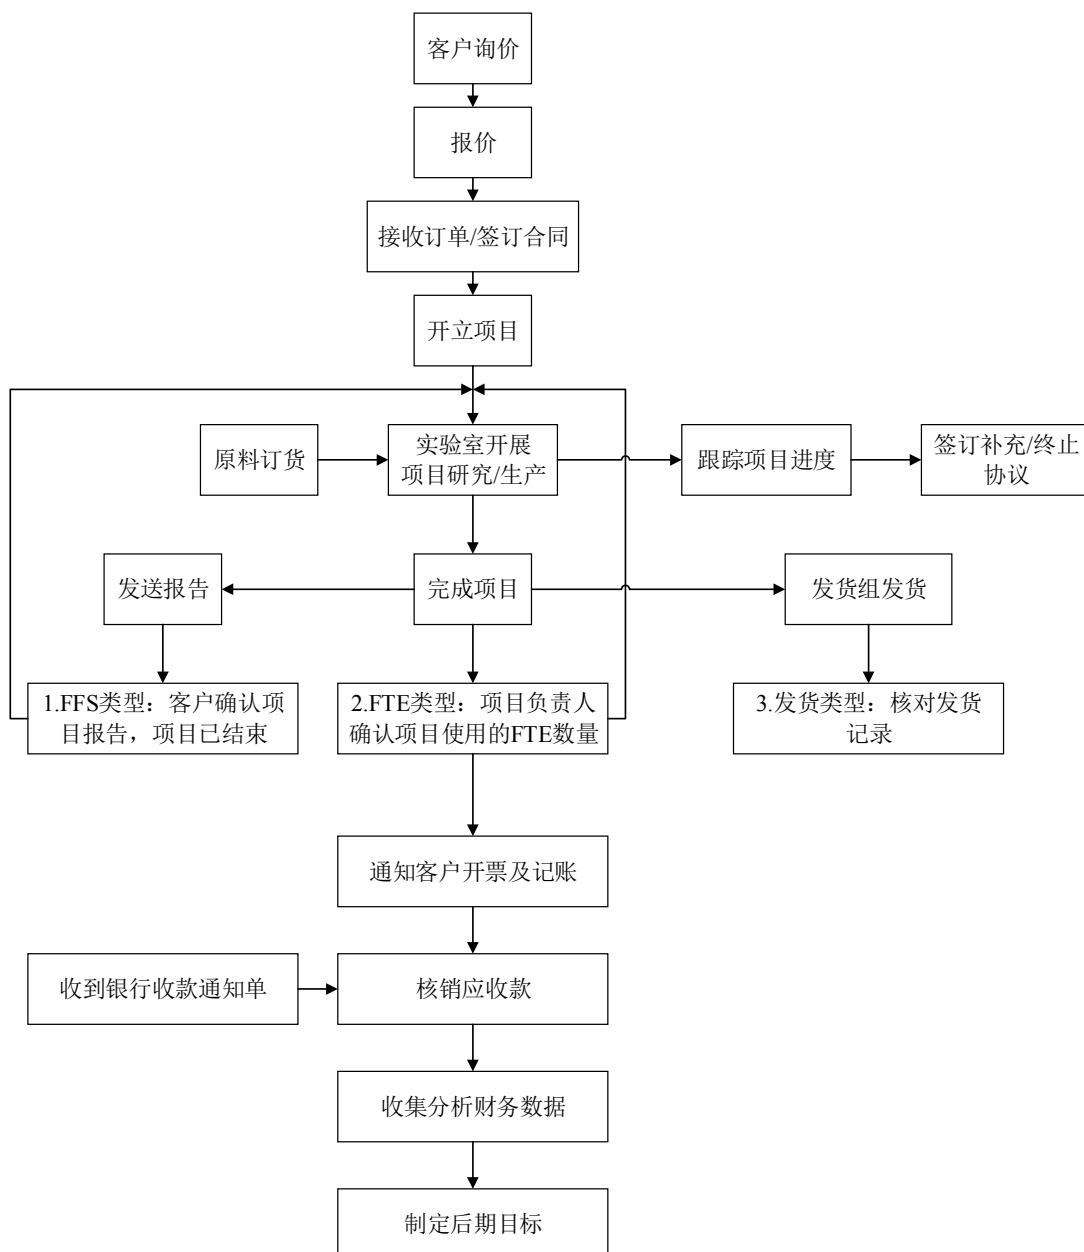 客户询价
报价
接收订单/签订合同
开立项目
原料订货
实验室开展
项目研究/生产
跟踪项目进度
签订补充/终止
协议
发送报告
完成项目
发货组发货
1.FFS类型：客户确认项
目报告，项目已结束
2.FTE类型：项目负责人
确认项目使用的FTE数量
3.发货类型：核对发货
记录
通知客户开票及记账
收到银行收款通知单
核销应收款
收集分析财务数据
制定后期目标